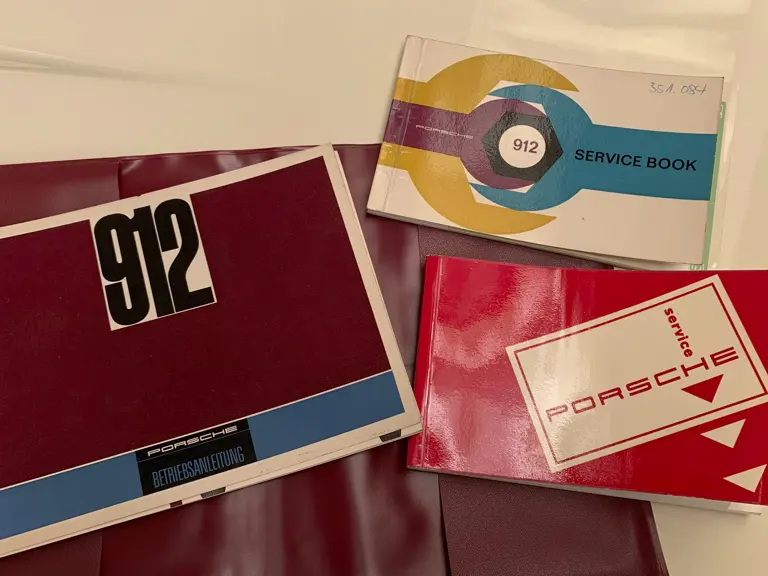 912
PORSCHE
BETRIEBSANLEITUNG
351.084
PORSCHE
912
SERVICE BOOK
service
PORSCHE